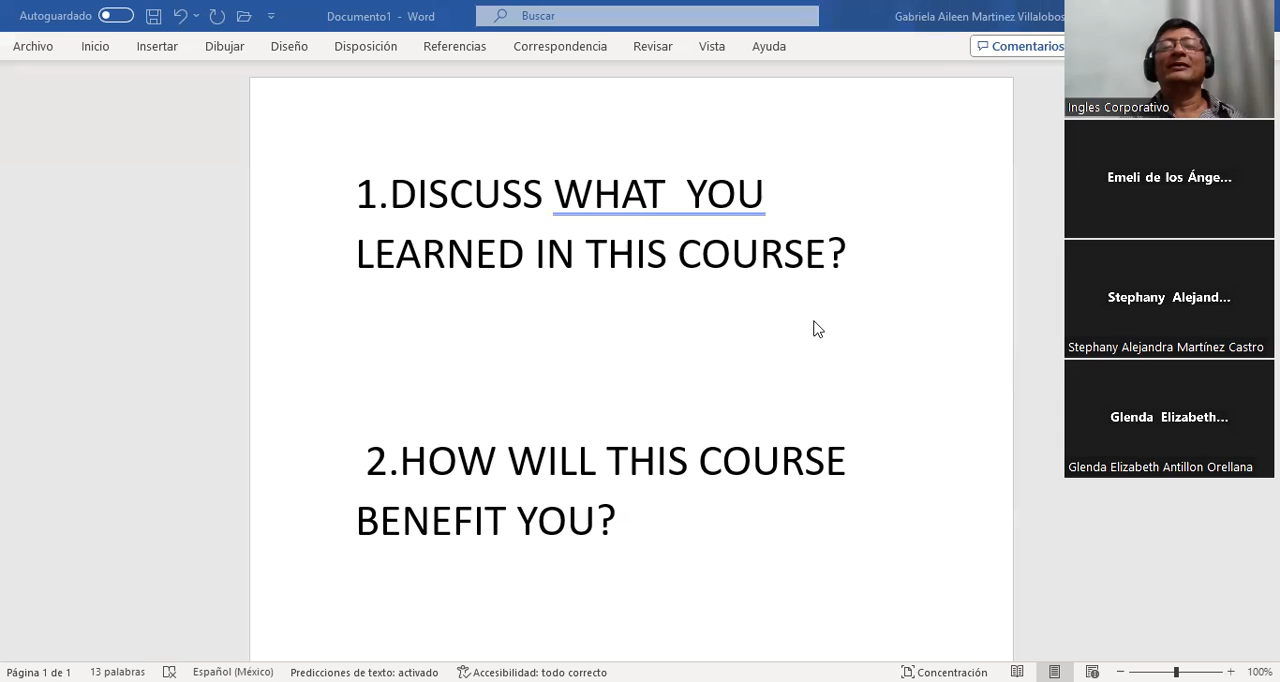 Autoguardado
Documento1 - Word
Buscar
Gabriela Aileen Martinez Villalobos
Archivo Inicio Insertar Dibujar Diseño Disposición Referencias Correspondencia Revisar Vista Ayuda
Comentarios
1.DISCUSS WHAT YOU
LEARNED IN THIS COURSE?
2.HOW WILL THIS COURSE
BENEFIT YOU?
Ingles Corporativo
Emeli de los Ánge...
Stephany Alejand...
Stephany Alejandra Martínez Castro
Glenda Elizabeth...
Glenda Elizabeth Antillon Orellana
Página 1 de 1 13 palabras Español (México) Predicciones de texto: activado Accesibilidad: todo correcto Concentración 100%